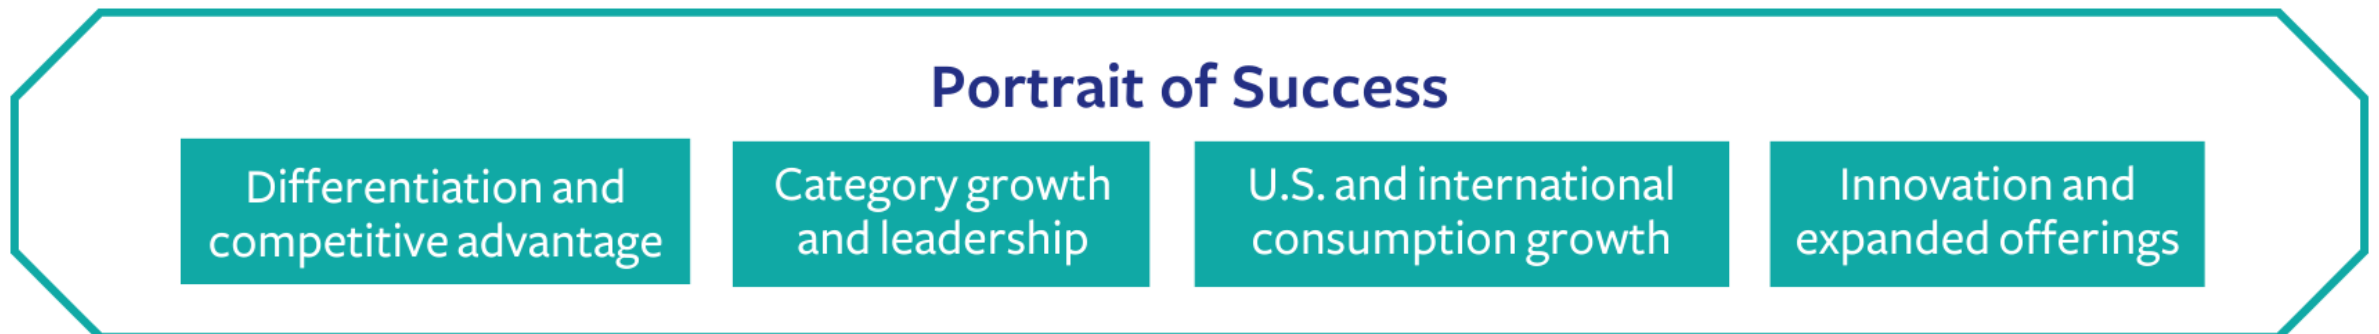 Portrait of Success
Differentiation and
competitive advantage
Category growth
and leadership
U.S. and international
consumption growth
Innovation and
expanded offerings